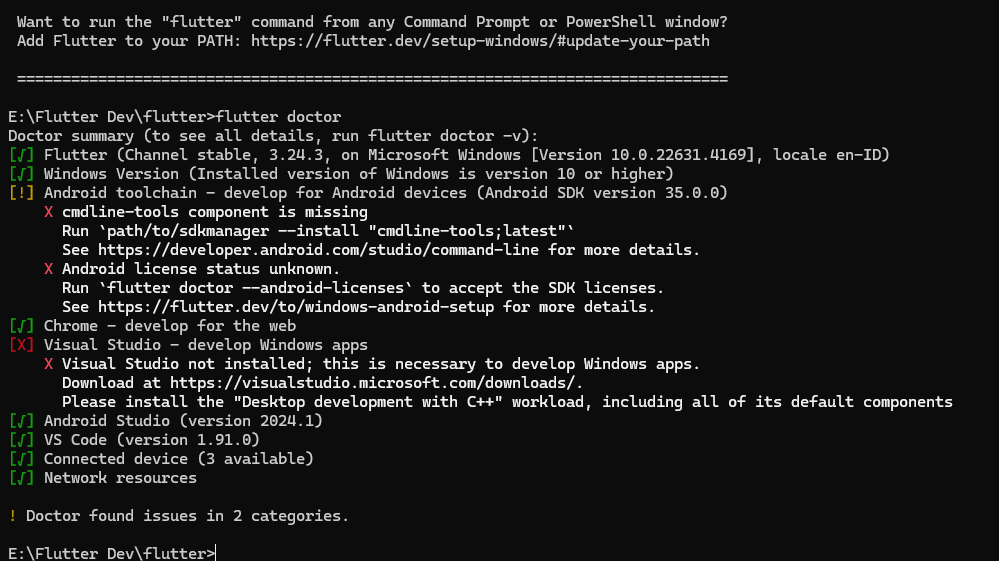 Want to run the "flutter" command from any Command Prompt or PowerShell window?
Add Flutter to your PATH: https://flutter.dev/setup-windows/#update-your-path
===============================================================================
E:\Flutter Dev\flutter>flutter doctor
Doctor summary (to see all details, run flutter doctor -v):
[√] Flutter (Channel stable, 3.24.3, on Microsoft Windows [Version 10.0.22631.4169], locale en-ID)
[√] Windows Version (Installed version of Windows is version 10 or higher)
[!] Android toolchain - develop for Android devices (Android SDK version 35.0.0)
X cmdline-tools component is missing
Run `path/to/sdkmanager --install "cmdline-tools;latest"`
See https://developer.android.com/studio/command-line for more details.
X Android license status unknown.
Run `flutter doctor --android-licenses` to accept the SDK licenses.
See https://flutter.dev/to/windows-android-setup for more details.
[√] Chrome - develop for the web
[X] Visual Studio - develop Windows apps
X Visual Studio not installed; this is necessary to develop Windows apps.
Download at https://visualstudio.microsoft.com/downloads/.
Please install the "Desktop development with C++" workload, including all of its default components
[√] Android Studio (version 2024.1)
[√] VS Code (version 1.91.0)
[√] Connected device (3 available)
[√] Network resources
! Doctor found issues in 2 categories.
E:\Flutter Dev\flutter>